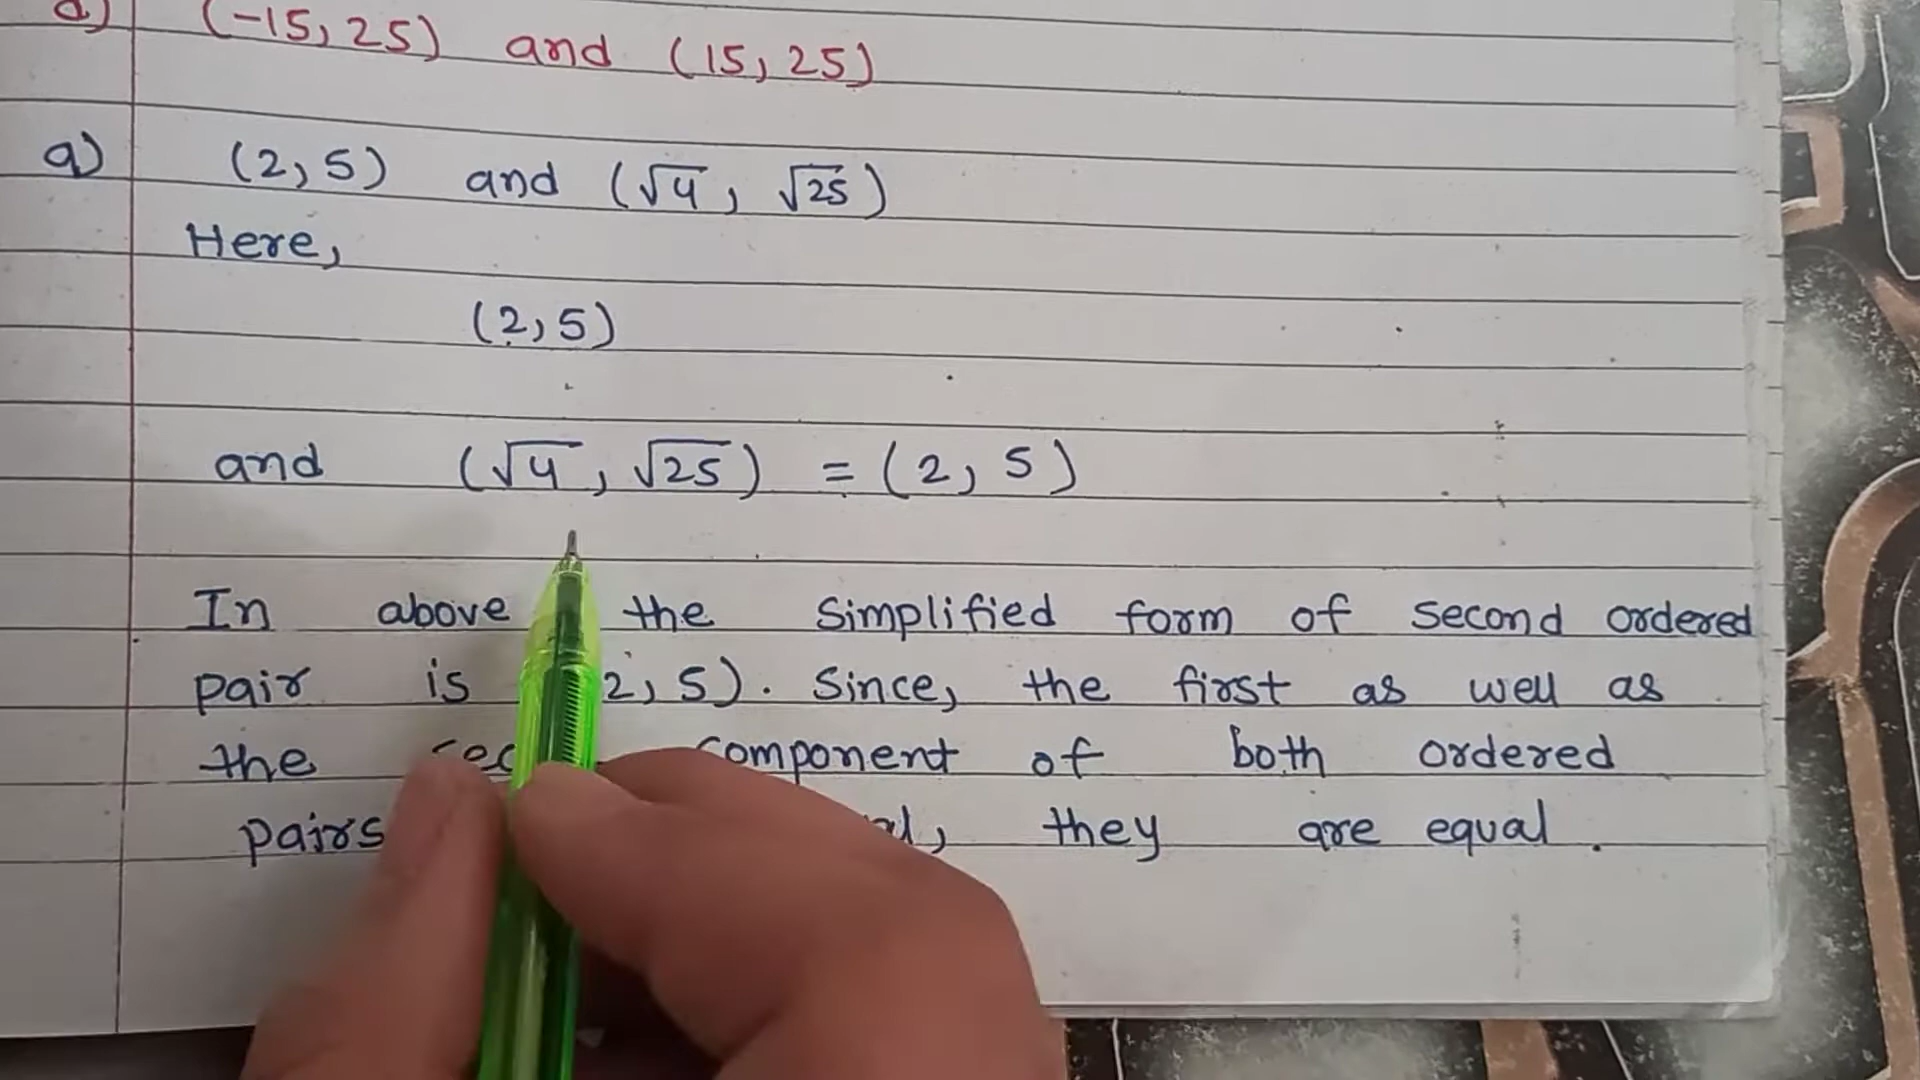 d) (-15, 25) and (15, 25)
a) (2, 5) and (√4, √25)
Here,
(2, 5)
and (√4, √25) = (2, 5)
In above the simplified form of second ordered
pair is 2, 5). Since, the first as well as
the component of both ordered
pairs they are equal.